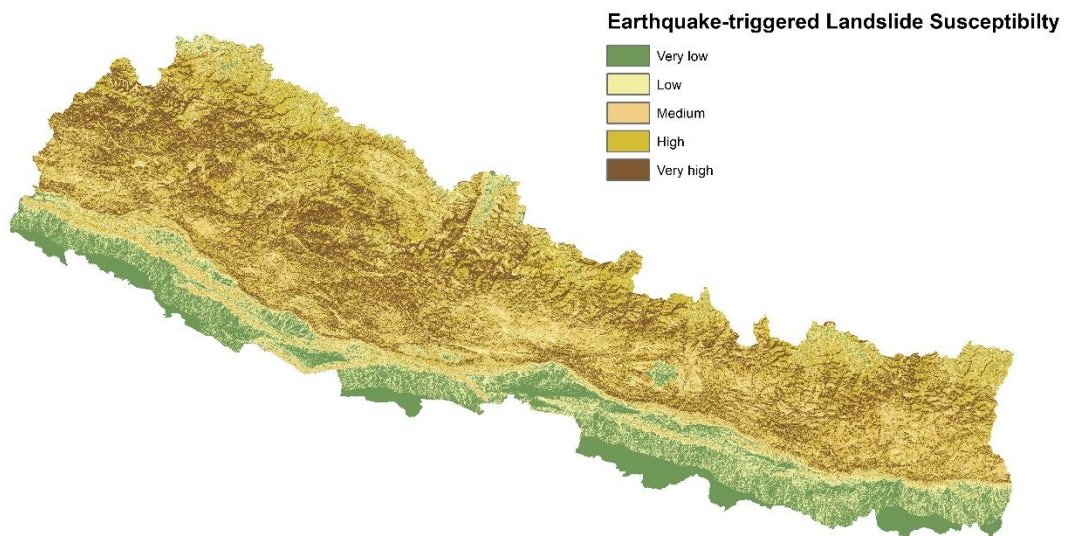 Earthquake-triggered Landslide Susceptibilty
Very low
Low
Medium
High
Very high